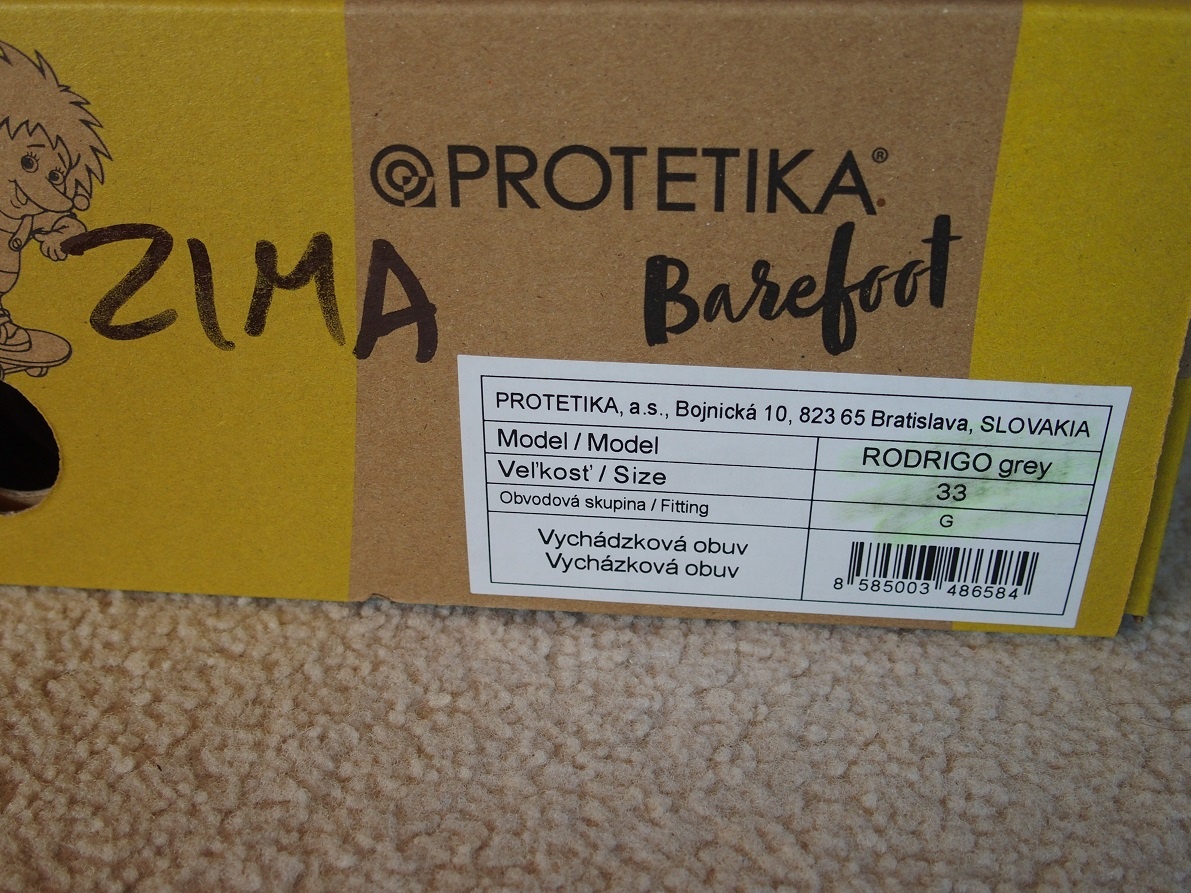 PROTETIKA®
Barefoot
ZIMA
PROTETIKA, a.s., Bojnická 10, 823 65 Bratislava, SLOVAKIA
Model / Model RODRIGO grey
Veľkosť / Size 33
Obvodová skupina / Fitting G
Vychádzková obuv
Vycházková obuv
8 585003 486584